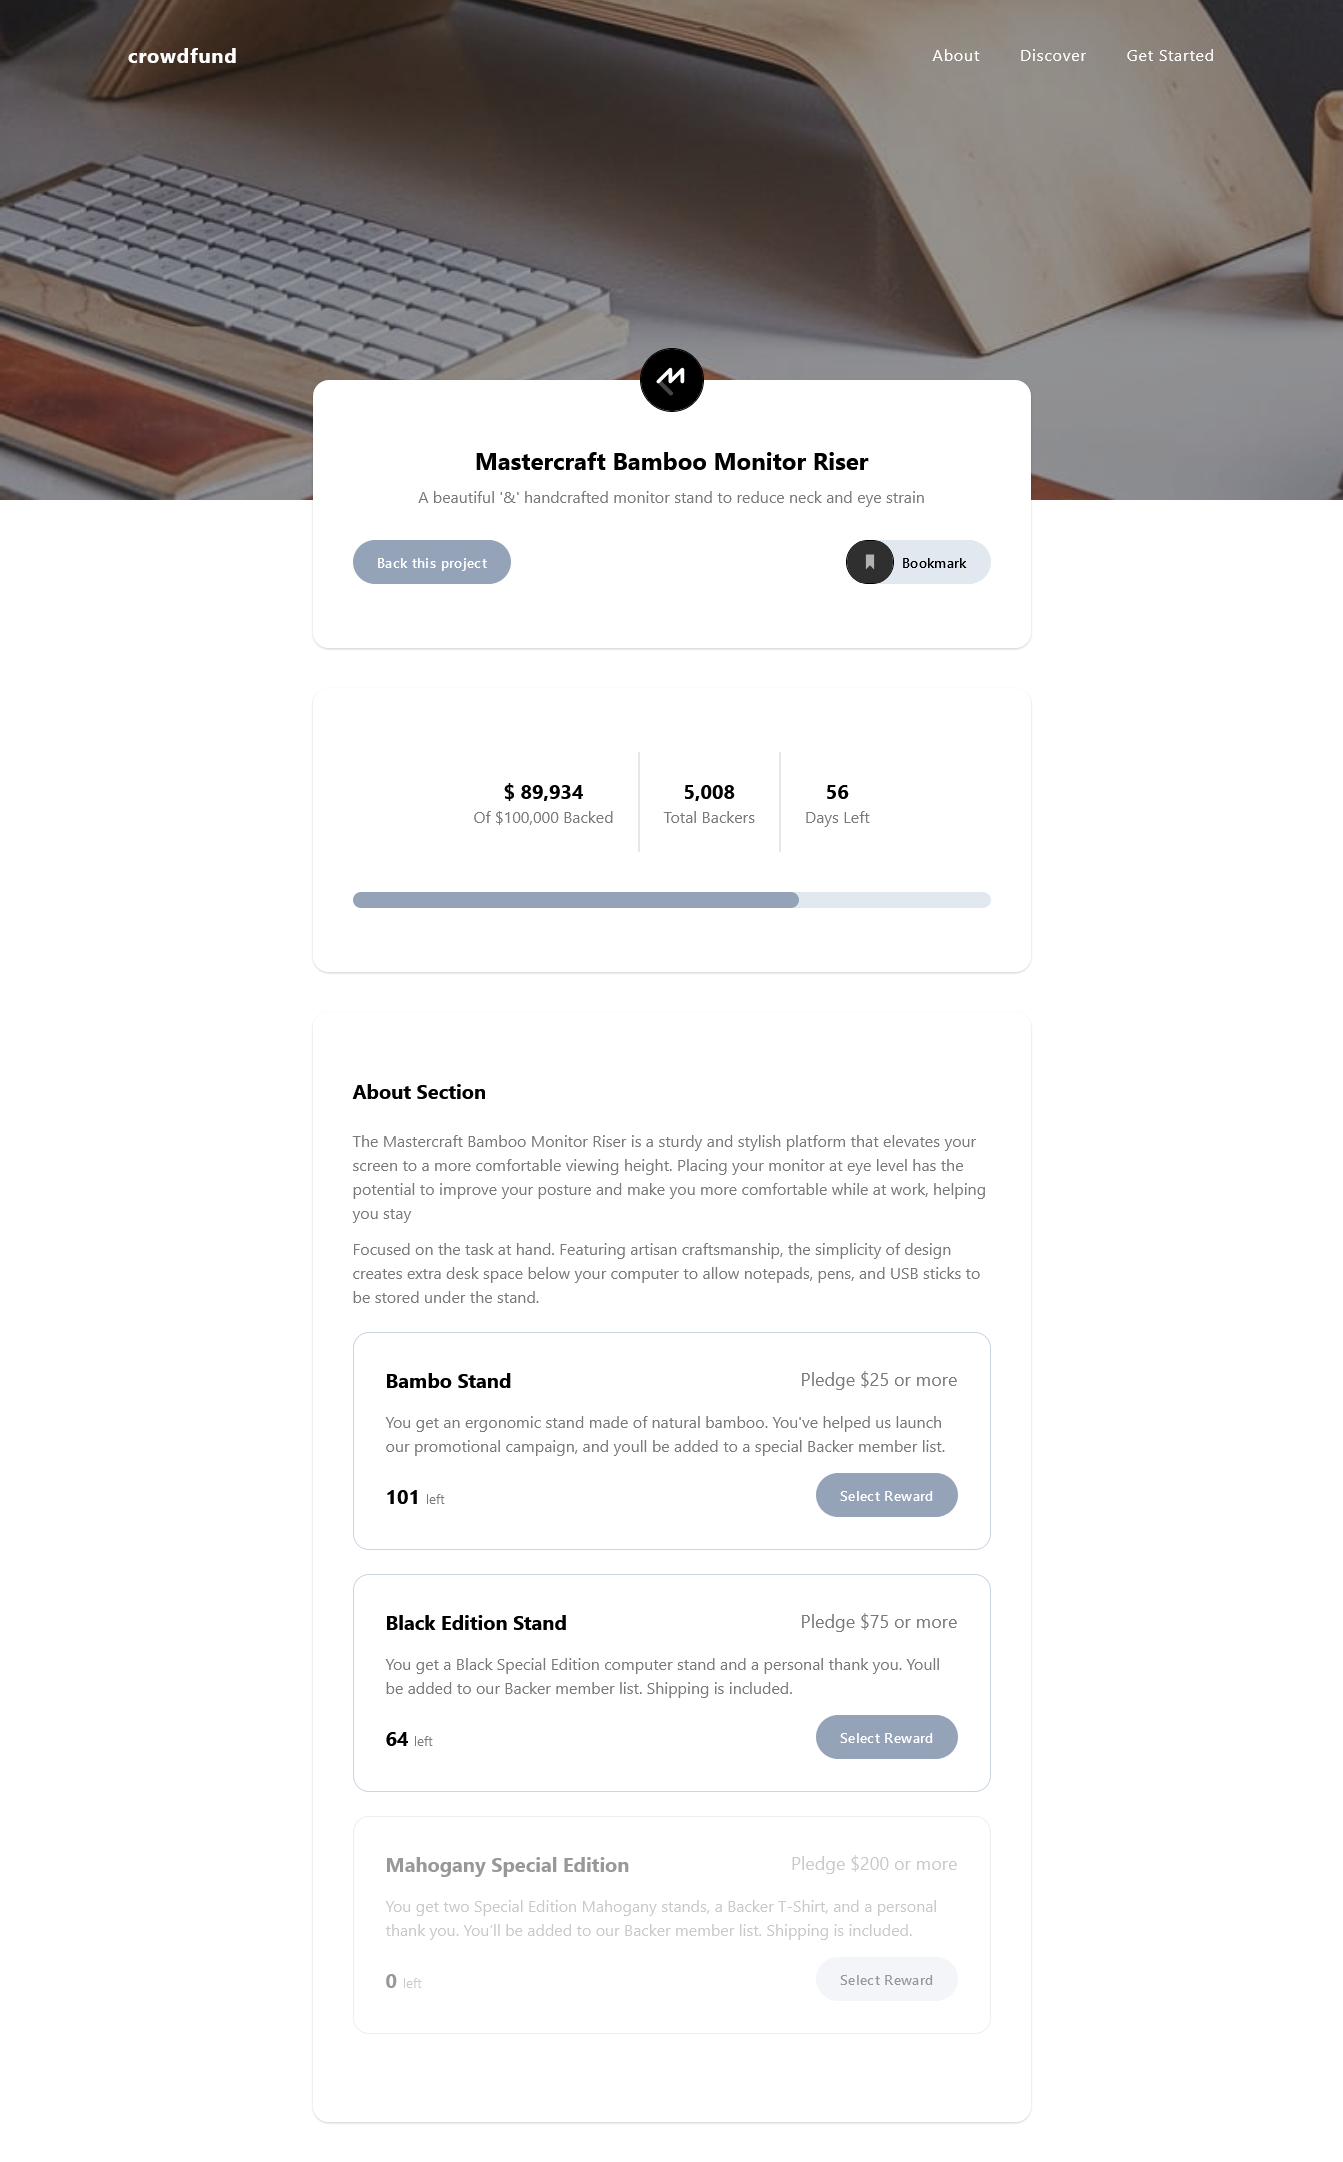 crowdfund
About
Discover
Get Started
Mastercraft Bamboo Monitor Riser
A beautiful '&' handcrafted monitor stand to reduce neck and eye strain
Back this project
Bookmark
$ 89,934
Of $100,000 Backed
5,008
Total Backers
56
Days Left
About Section
The Mastercraft Bamboo Monitor Riser is a sturdy and stylish platform that elevates your
screen to a more comfortable viewing height. Placing your monitor at eye level has the
potential to improve your posture and make you more comfortable while at work, helping
you stay
Focused on the task at hand. Featuring artisan craftsmanship, the simplicity of design
creates extra desk space below your computer to allow notepads, pens, and USB sticks to
be stored under the stand.
Bambo Stand
Pledge $25 or more
You get an ergonomic stand made of natural bamboo. You've helped us launch
our promotional campaign, and youll be added to a special Backer member list.
101 left
Select Reward
Black Edition Stand
Pledge $75 or more
You get a Black Special Edition computer stand and a personal thank you. Youll
be added to our Backer member list. Shipping is included.
64 left
Select Reward
Mahogany Special Edition
Pledge $200 or more
You get two Special Edition Mahogany stands, a Backer T-Shirt, and a personal
thank you. You'll be added to our Backer member list. Shipping is included.
0 left
Select Reward